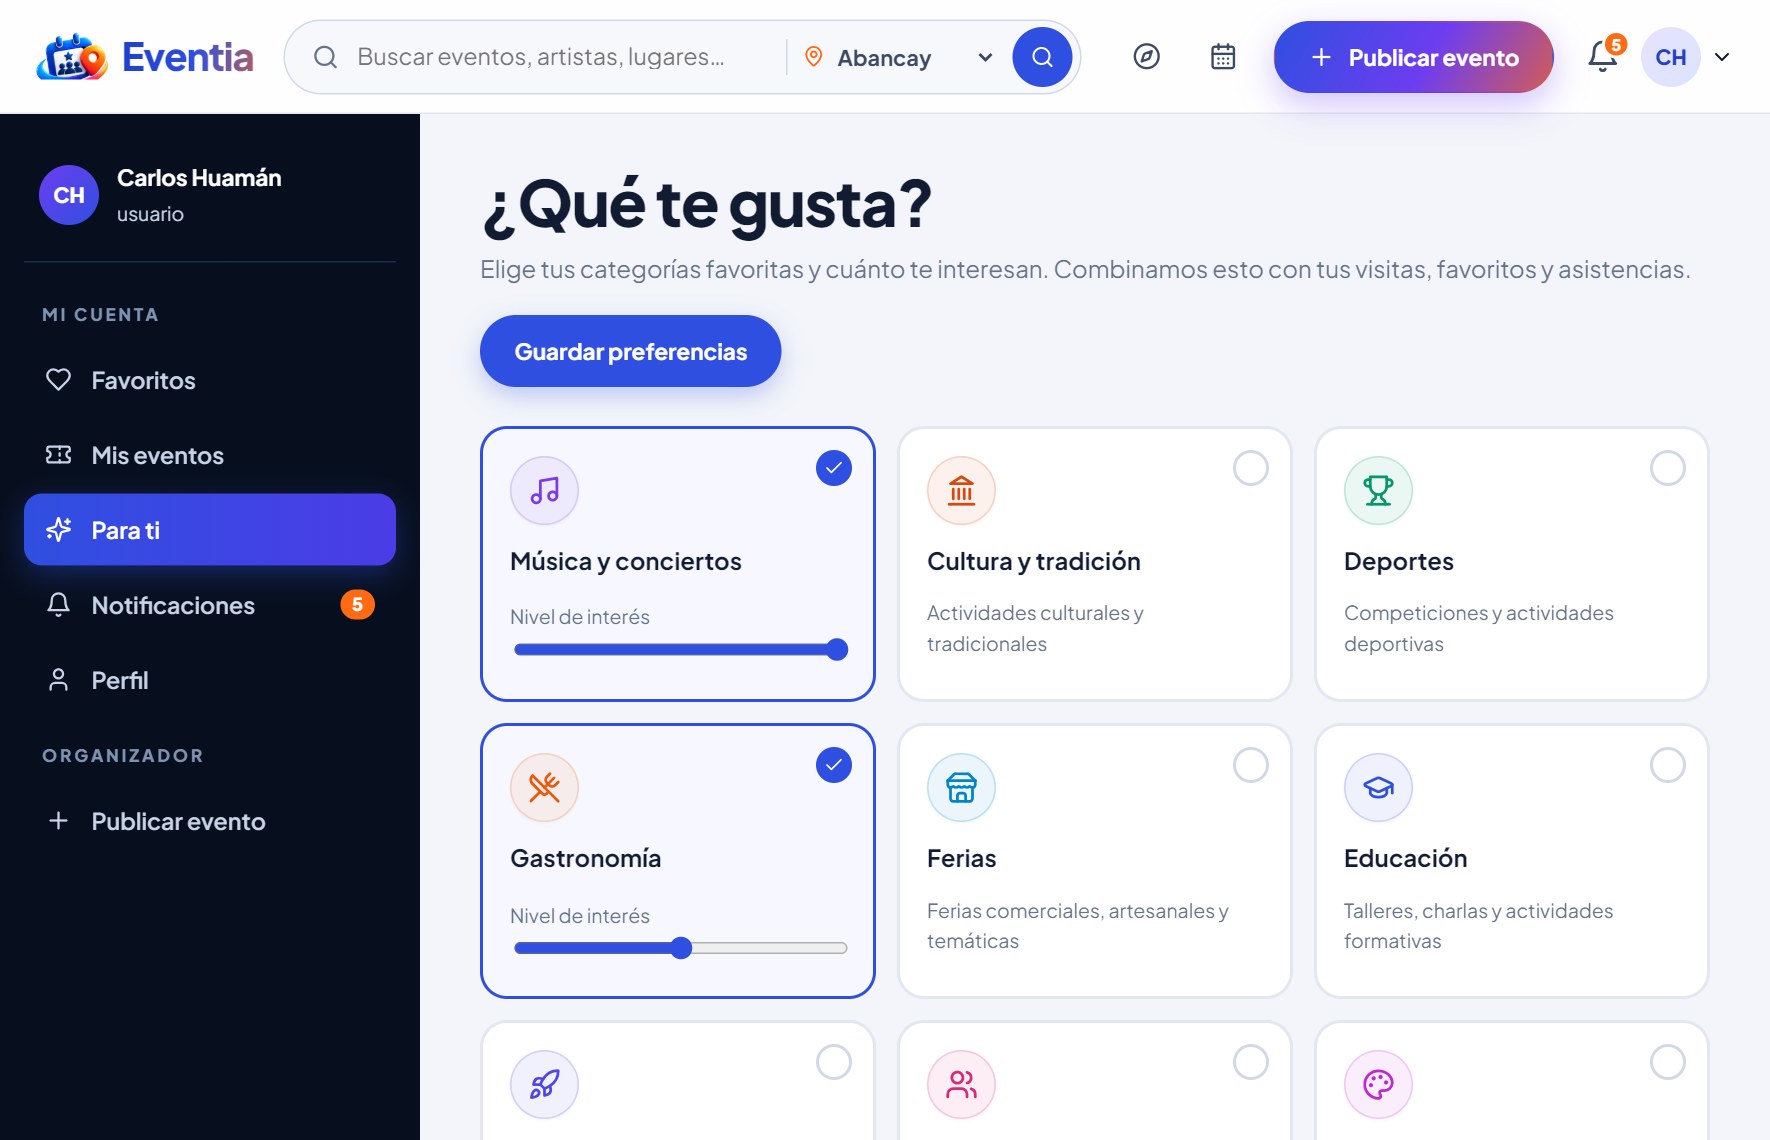 Eventia
Buscar eventos, artistas, lugares...
Abancay
Publicar evento
5
CH
CH
Carlos Huamán
usuario
MI CUENTA
Favoritos
Mis eventos
Para ti
Notificaciones
5
Perfil
ORGANIZADOR
Publicar evento
¿Qué te gusta?
Elige tus categorías favoritas y cuánto te interesan. Combinamos esto con tus visitas, favoritos y asistencias.
Guardar preferencias
Música y conciertos
Nivel de interés
Cultura y tradición
Actividades culturales y
tradicionales
Deportes
Competiciones y actividades
deportivas
Gastronomía
Nivel de interés
Ferias
Ferias comerciales, artesanales y
temáticas
Educación
Talleres, charlas y actividades
formativas